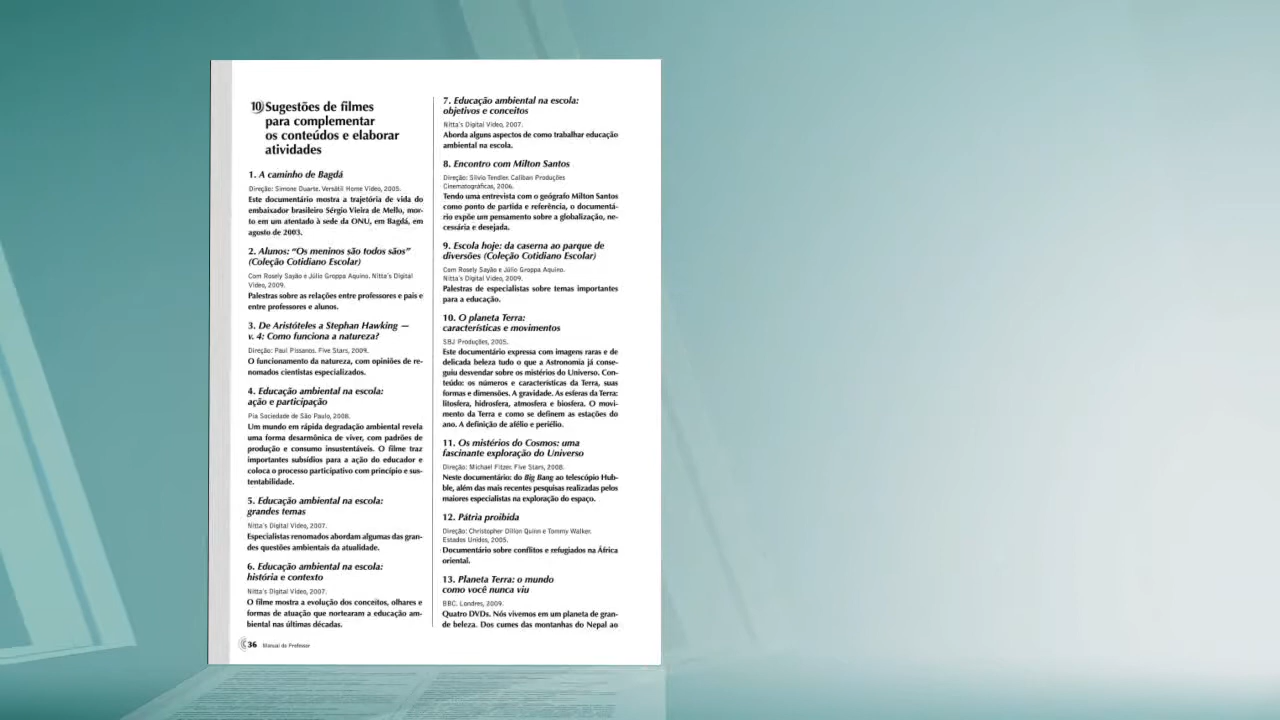 10 Sugestões de filmes
para complementar
os conteúdos e elaborar
atividades
1. A caminho de Bagdá
Direção: Simone Duarte. Versátil Home Vídeo, 2005.
Este documentário mostra a trajetória de vida do
embaixador brasileiro Sérgio Vieira de Mello, mor-
to em um atentado à sede da ONU, em Bagdá, em
agosto de 2003.
2. Alunos: “Os meninos são todos sãos”
(Coleção Cotidiano Escolar)
Com Rosely Sayão e Júlio Groppa Aquino. Nitta's Digital
Video, 2009.
Palestras sobre as relações entre professores e pais e
entre professores e alunos.
3. De Aristóteles a Stephan Hawking —
v. 4: Como funciona a natureza?
Direção: Paul Pissanos. Five Stars, 2009.
O funcionamento da natureza, com opiniões de re-
nomados cientistas especializados.
4. Educação ambiental na escola:
ação e participação
Pia Sociedade de São Paulo, 2008.
Um mundo em rápida degradação ambiental revela
uma forma desarmônica de viver, com padrões de
produção e consumo insustentáveis. O filme traz
importantes subsídios para a ação do educador e
coloca o processo participativo com princípio e sus-
tentabilidade.
5. Educação ambiental na escola:
grandes temas
Nitta's Digital Video, 2007.
Especialistas renomados abordam algumas das gran-
des questões ambientais da atualidade.
6. Educação ambiental na escola:
história e contexto
Nitta's Digital Video, 2007.
O filme mostra a evolução dos conceitos, olhares e
formas de atuação que nortearam a educação am-
biental nas últimas décadas.
36 Manual do Professor
7. Educação ambiental na escola:
objetivos e conceitos
Nitta's Digital Video, 2007.
Aborda alguns aspectos de como trabalhar educação
ambiental na escola.
8. Encontro com Milton Santos
Direção: Silvio Tendler. Caliban Produções
Cinematográficas, 2006.
Tendo uma entrevista com o geógrafo Milton Santos
como ponto de partida e referência, o documentá-
rio expõe um pensamento sobre a globalização, ne-
cessária e desejada.
9. Escola hoje: da caserna ao parque de
diversões (Coleção Cotidiano Escolar)
Com Rosely Sayão e Júlio Groppa Aquino.
Nitta's Digital Video, 2009.
Palestras de especialistas sobre temas importantes
para a educação.
10. O planeta Terra:
características e movimentos
SBJ Produções, 2005.
Este documentário expressa com imagens raras e de
delicada beleza tudo o que a Astronomia já conse-
guiu desvendar sobre os mistérios do Universo. Con-
teúdo: os números e características da Terra, suas
formas e dimensões. A gravidade. As esferas da Terra:
litosfera, hidrosfera, atmosfera e biosfera. O movi-
mento da Terra e como se definem as estações do
ano. A definição de afélio e periélio.
11. Os mistérios do Cosmos: uma
fascinante exploração do Universo
Direção: Michael Fitzer. Five Stars, 2008.
Neste documentário: do Big Bang ao telescópio Hub-
ble, além das mais recentes pesquisas realizadas pelos
maiores especialistas na exploração do espaço.
12. Pátria proibida
Direção: Christopher Dillon Quinn e Tommy Walker.
Estados Unidos, 2005.
Documentário sobre conflitos e refugiados na África
oriental.
13. Planeta Terra: o mundo
como você nunca viu
BBC. Londres, 2009.
Quatro DVDs. Nós vivemos em um planeta de gran-
de beleza. Dos cumes das montanhas do Nepal ao